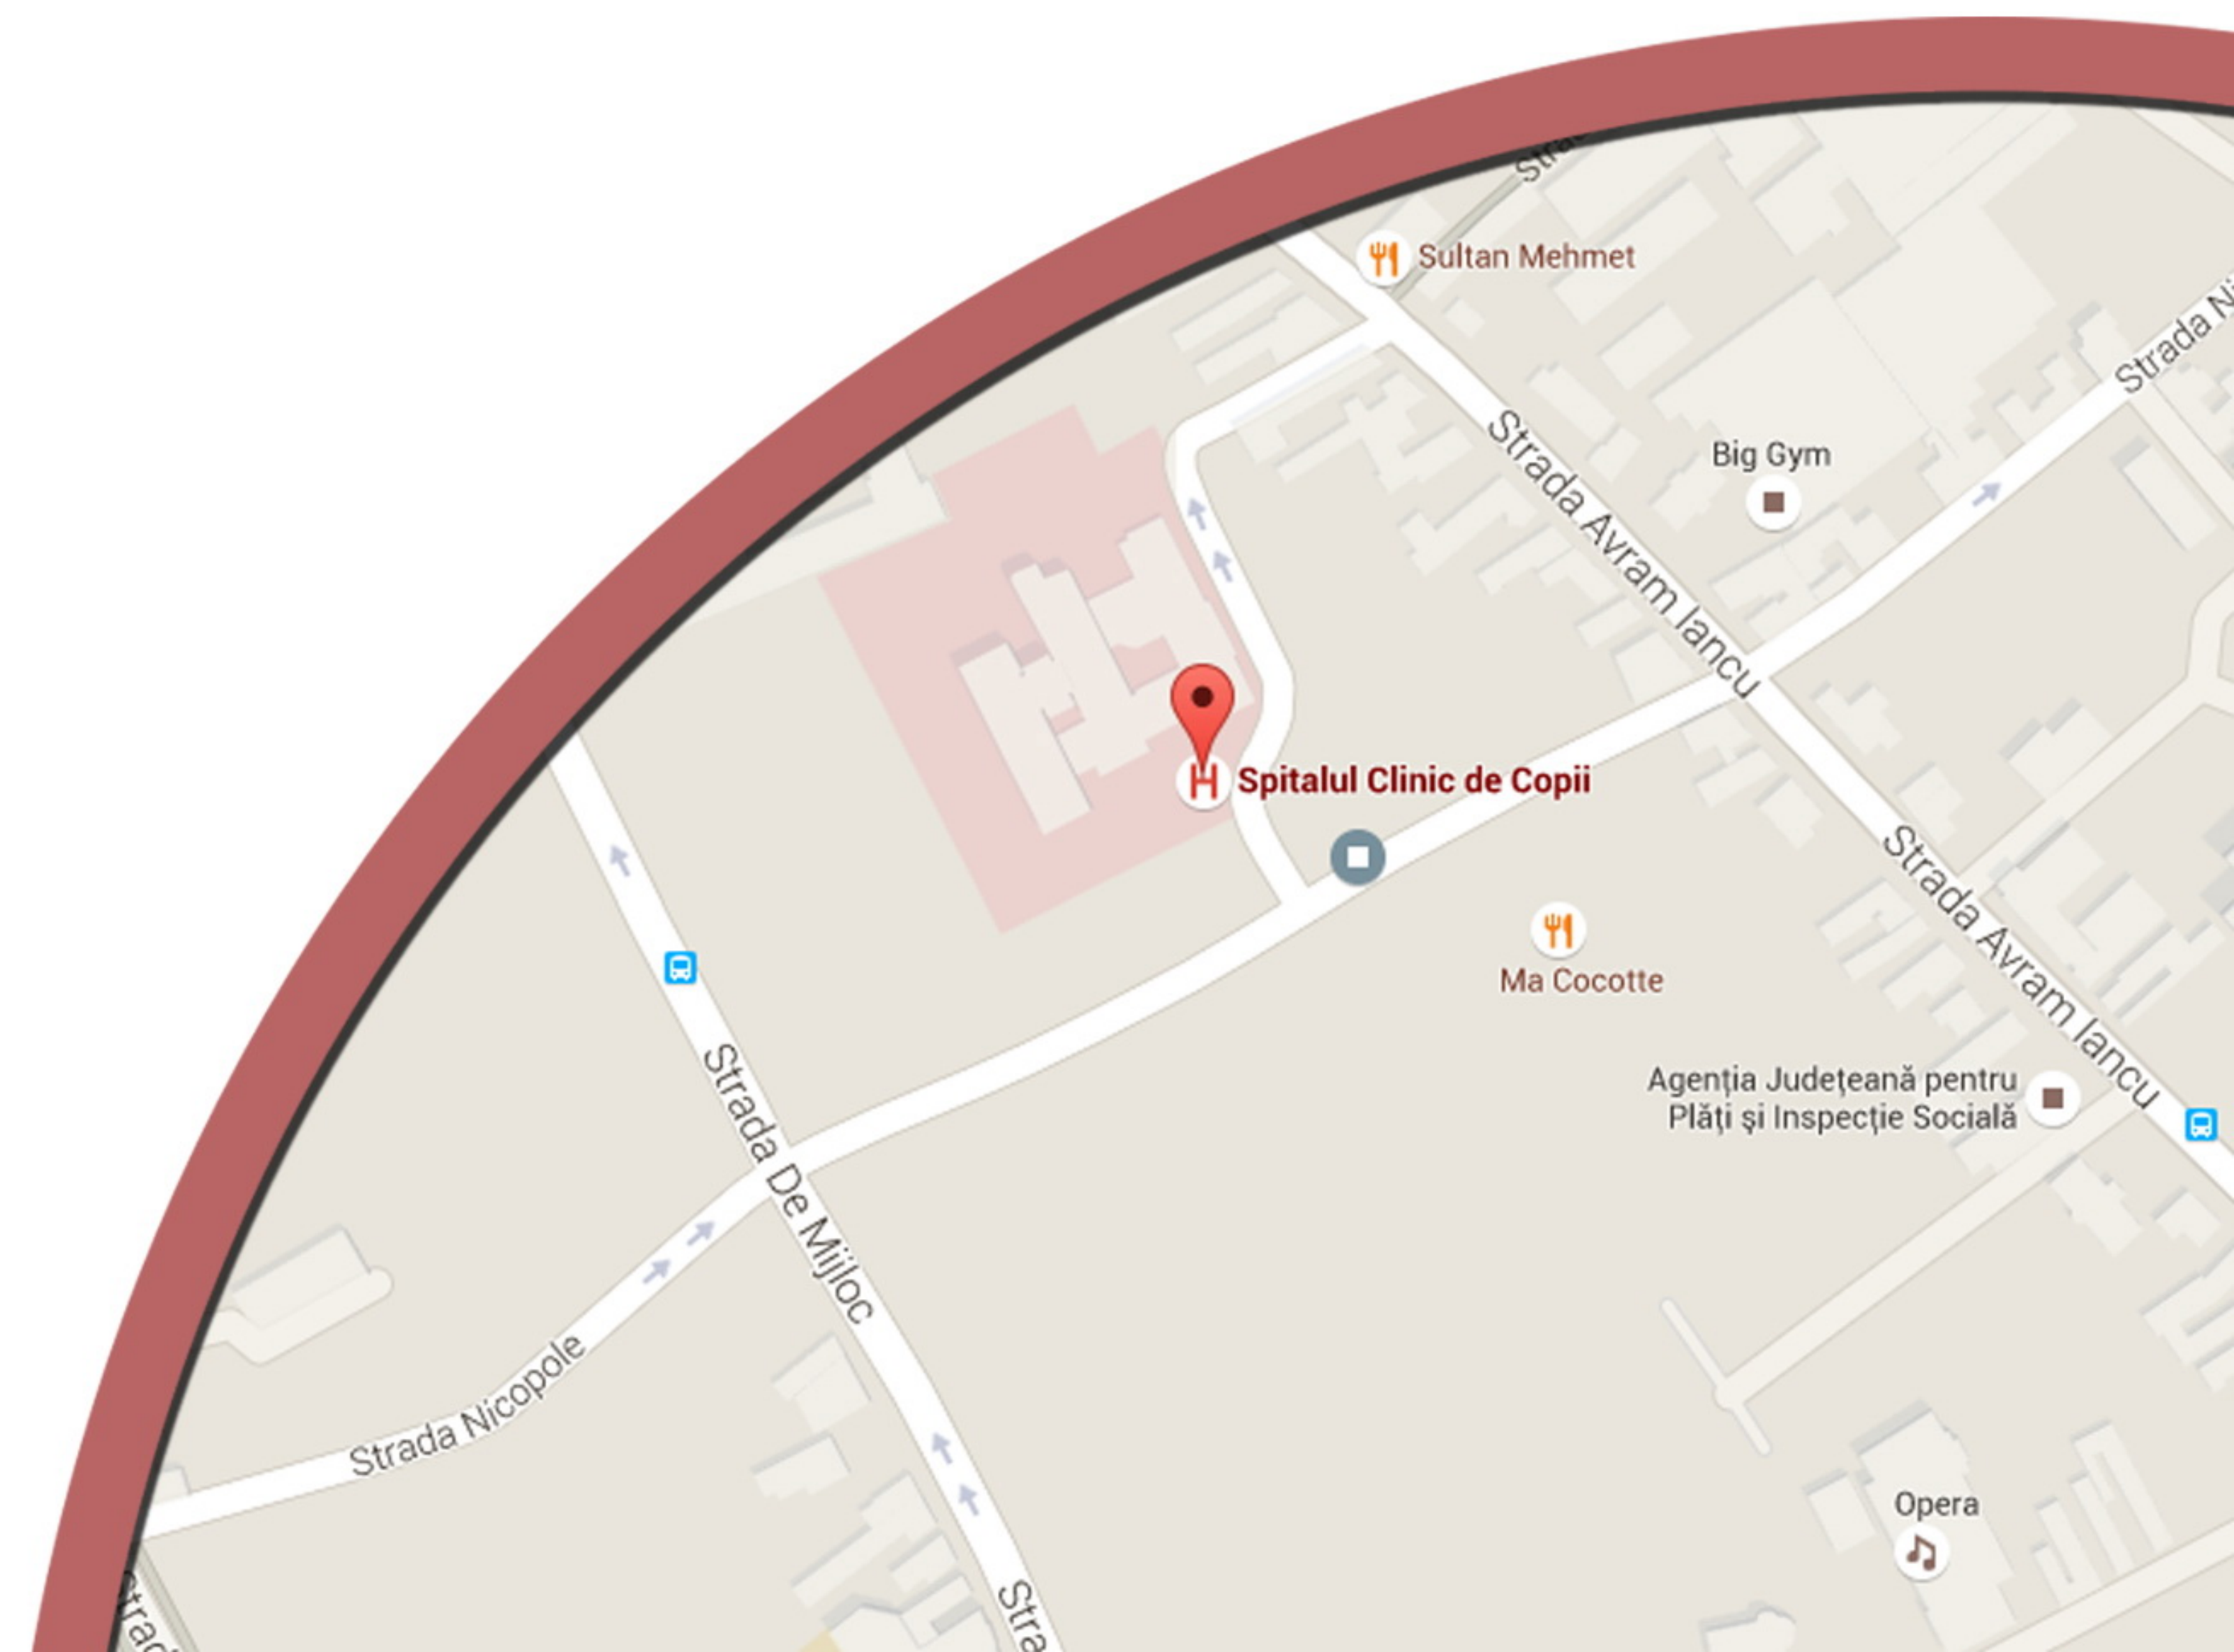 Sultan Mehmet
Big Gym
Strada Avram Iancu
Spitalul Clinic de Copii
H
Ma Cocotte
Strada Avram Iancu
Agenția Județeană pentru
Plăți și Inspecție Socială
Strada De Mijloc
Strada Nicopole
Opera
Strada